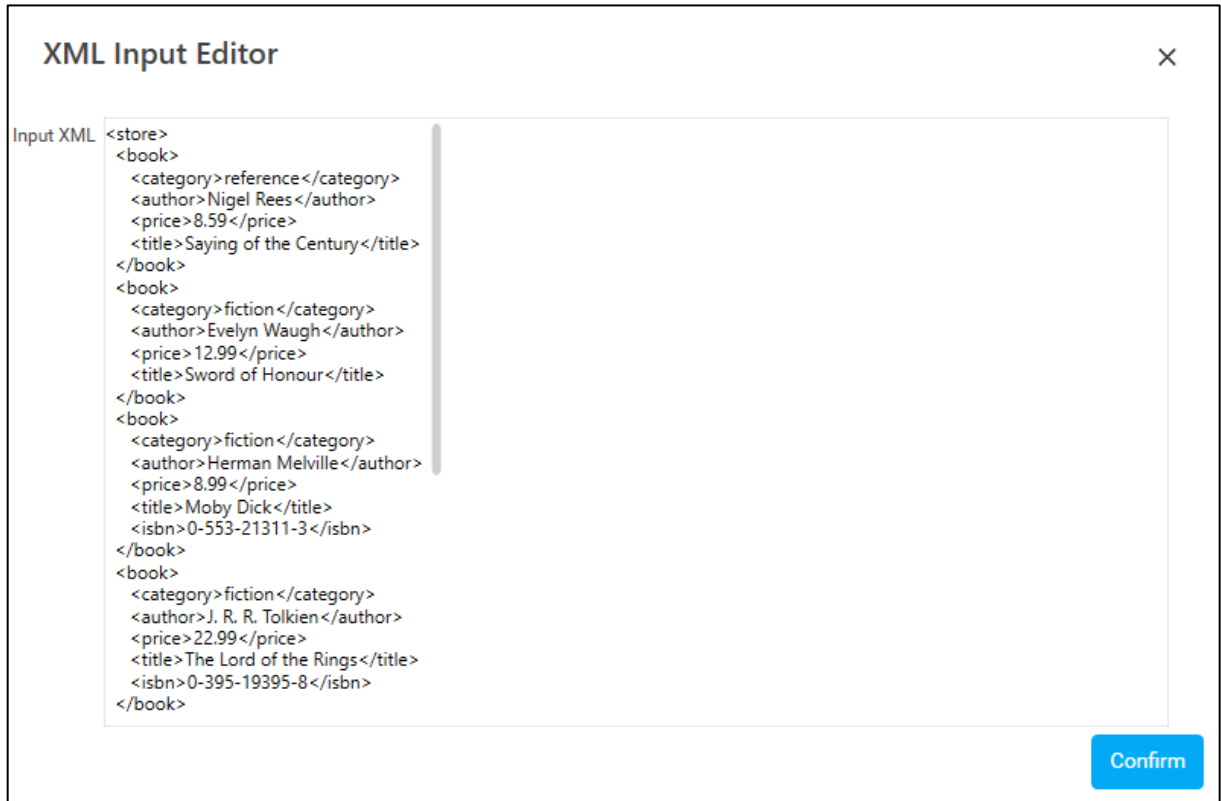 XML Input Editor
Input XML
<store>
<book>
<category>reference</category>
<author>Nigel Rees</author>
<price>8.59</price>
<title>Saying of the Century</title>
</book>
<book>
<category>fiction</category>
<author>Evelyn Waugh</author>
<price>12.99</price>
<title>Sword of Honour</title>
</book>
<book>
<category>fiction</category>
<author>Herman Melville</author>
<price>8.99</price>
<title>Moby Dick</title>
<isbn>0-553-21311-3</isbn>
</book>
<book>
<category>fiction</category>
<author>J. R. R. Tolkien</author>
<price>22.99</price>
<title>The Lord of the Rings</title>
<isbn>0-395-19395-8</isbn>
</book>
Confirm